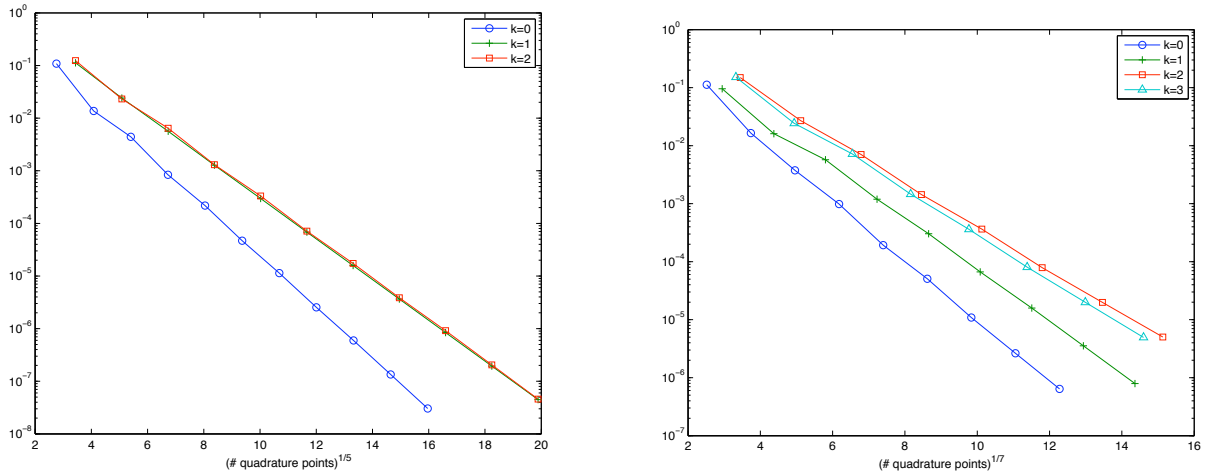 10^0
10^-1
10^-2
10^-3
10^-4
10^-5
10^-6
10^-7
10^-8
2 4 6 8 10 12 14 16 18 20
(# quadrature points)^1/5
k=0
k=1
k=2
10^0
10^-1
10^-2
10^-3
10^-4
10^-5
10^-6
10^-7
2 4 6 8 10 12 14 16
(# quadrature points)^1/7
k=0
k=1
k=2
k=3